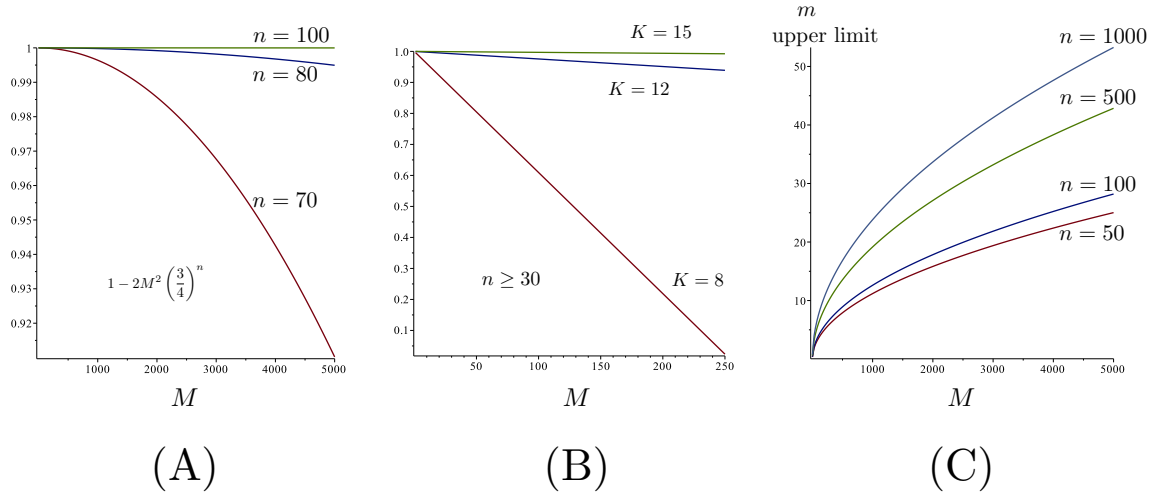 n = 100
1
n = 80
0.99
0.98
0.97
0.96
n = 70
0.95
0.94
0.93
1 − 2M² (3/4)ⁿ
0.92
1000 2000 3000 4000 5000
M
(A)
K = 15
1.0
0.9
K = 12
0.8
0.7
0.6
0.5
0.4
0.3
n ≥ 30
K = 8
0.2
0.1
50 100 150 200 250
M
(B)
m
upper limit
n = 1000
50
n = 500
40
30
n = 100
20
n = 50
10
1000 2000 3000 4000 5000
M
(C)